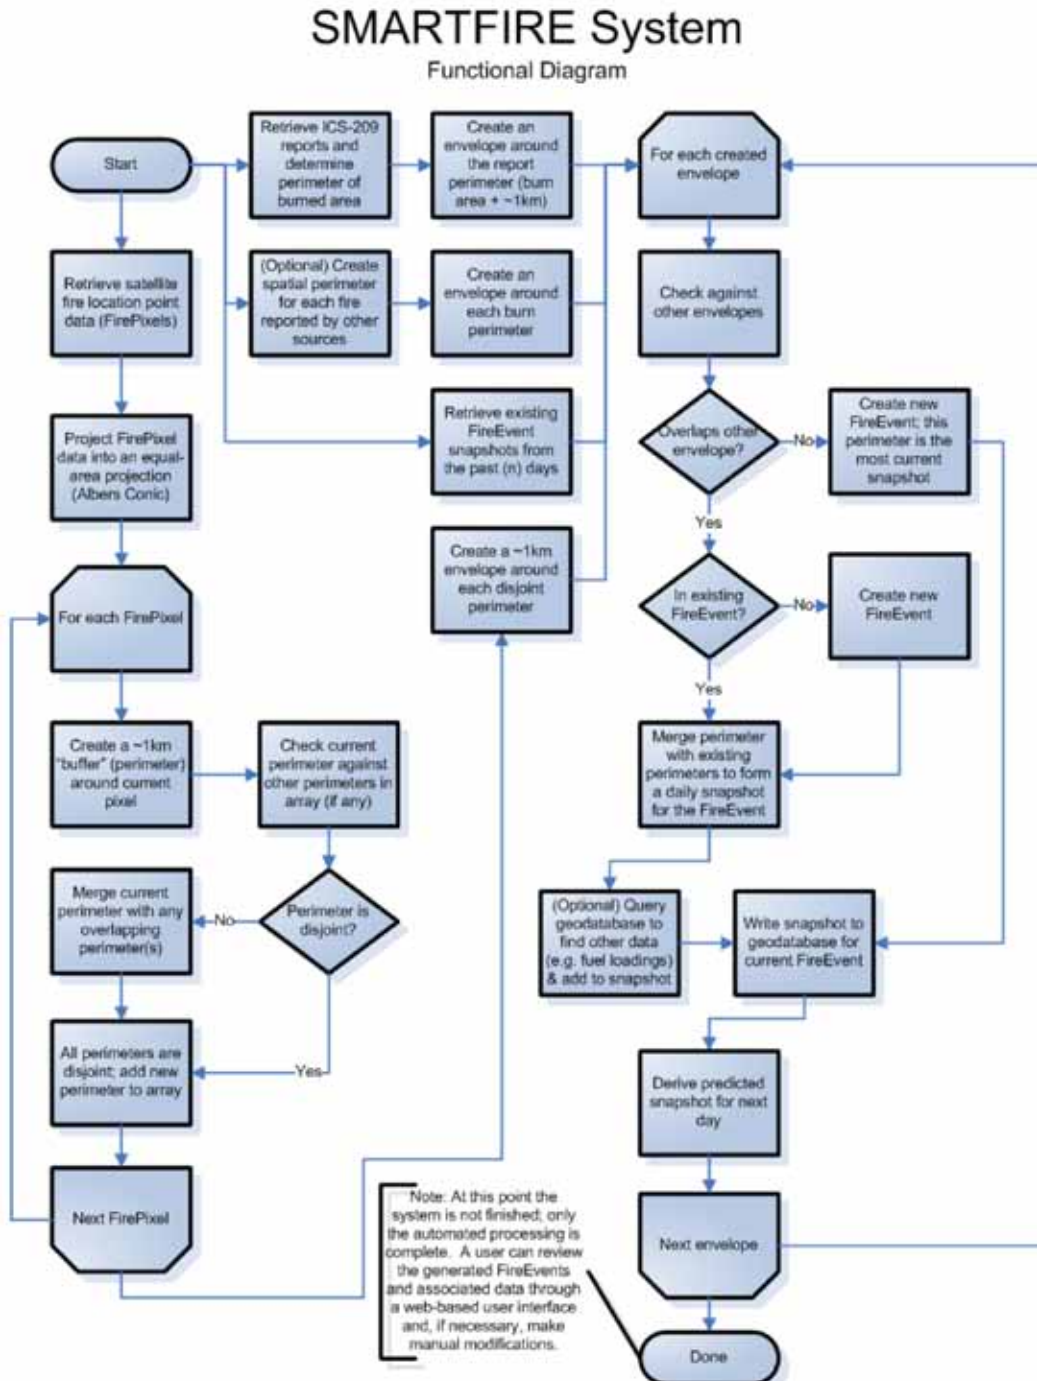 SMARTFIRE System
Functional Diagram
Start
Retrieve ICS-209
reports and
determine
perimeter of
burned area
Create an
envelope around
the report
perimeter (burn
area + ~1km)
For each created
envelope
Retrieve satellite
fire location point
data (FirePixels)
(Optional) Create
spatial perimeter
for each fire
reported by other
sources
Create an
envelope around
each burn
perimeter
Check against
other envelopes
Project FirePixel
data into an equal-
area projection
(Albers Conic)
Retrieve existing
FireEvent
snapshots from
the past (n) days
Overlaps other
envelope?
No
Create new
FireEvent; this
perimeter is the
most current
snapshot
Yes
For each FirePixel
Create a ~1km
envelope around
each disjoint
perimeter
In existing
FireEvent?
No
Create new
FireEvent
Yes
Create a ~1km
"buffer" (perimeter)
around current
pixel
Check current
perimeter against
other perimeters in
array (if any)
Merge perimeter
with existing
perimeters to form
a daily snapshot
for the FireEvent
Merge current
perimeter with any
overlapping
perimeter(s)
No
Perimeter is
disjoint?
(Optional) Query
geodatabase to
find other data
(e.g. fuel loadings)
& add to snapshot
Write snapshot to
geodatabase for
current FireEvent
All perimeters are
disjoint; add new
perimeter to array
Yes
Derive predicted
snapshot for next
day
Next FirePixel
Note: At this point the
system is not finished; only
the automated processing is
complete. A user can review
the generated FireEvents
and associated data through
a web-based user interface
and, if necessary, make
manual modifications.
Next envelope
Done